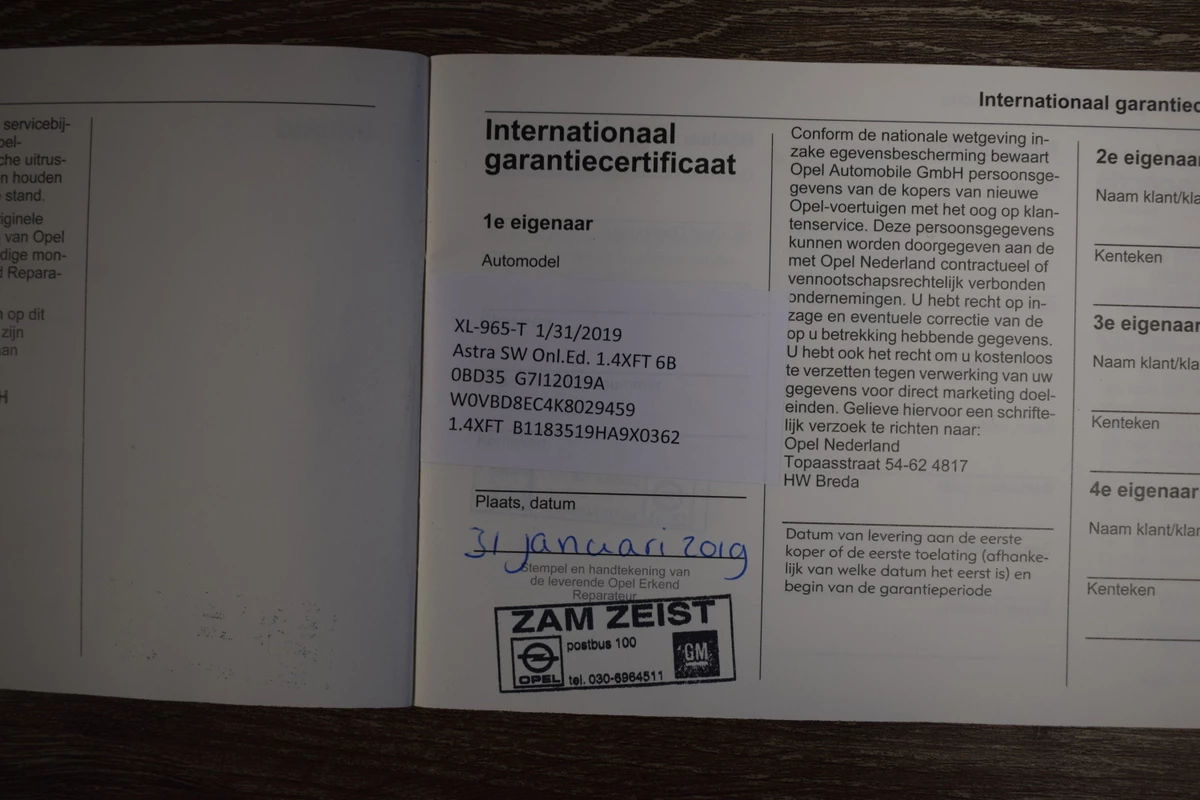 servicebij-
pel-
che uitrus-
n houden
stand.
iginele
van Opel
dige mon-
d Repara-
n op dit
zijn
an
H
Internationaal
garantiecertificaat
1e eigenaar
Automodel
XL-965-T 1/31/2019
Astra SW Onl.Ed. 1.4XFT 6B
0BD35 G7I12019A
W0VBD8EC4K8029459
1.4XFT B1183519HA9X0362
Plaats, datum
31 januari 2019
Stempel en handtekening van
de leverende Opel Erkend
Reparateur
ZAM ZEIST
postbus 100
OPEL
GM
tel. 030-6964511
Conform de nationale wetgeving in-
zake egevensbescherming bewaart
Opel Automobile GmbH persoonsge-
gevens van de kopers van nieuwe
Opel-voertuigen met het oog op klan-
tenservice. Deze persoonsgegevens
kunnen worden doorgegeven aan de
met Opel Nederland contractueel of
vennootschapsrechtelijk verbonden
ondernemingen. U hebt recht op in-
zage en eventuele correctie van de
op u betrekking hebbende gegevens.
U hebt ook het recht om u kostenloos
te verzetten tegen verwerking van uw
gegevens voor direct marketing doel-
einden. Gelieve hiervoor een schrifte-
lijk verzoek te richten naar:
Opel Nederland
Topaasstraat 54-62 4817
HW Breda
Datum van levering aan de eerste
koper of de eerste toelating (afhanke-
lijk van welke datum het eerst is) en
begin van de garantieperiode
Internationaal garantiec
2e eigenaar
Naam klant/kla
Kenteken
3e eigenaar
Naam klant/kla
Kenteken
4e eigenaar
Naam klant/klar
Kenteken